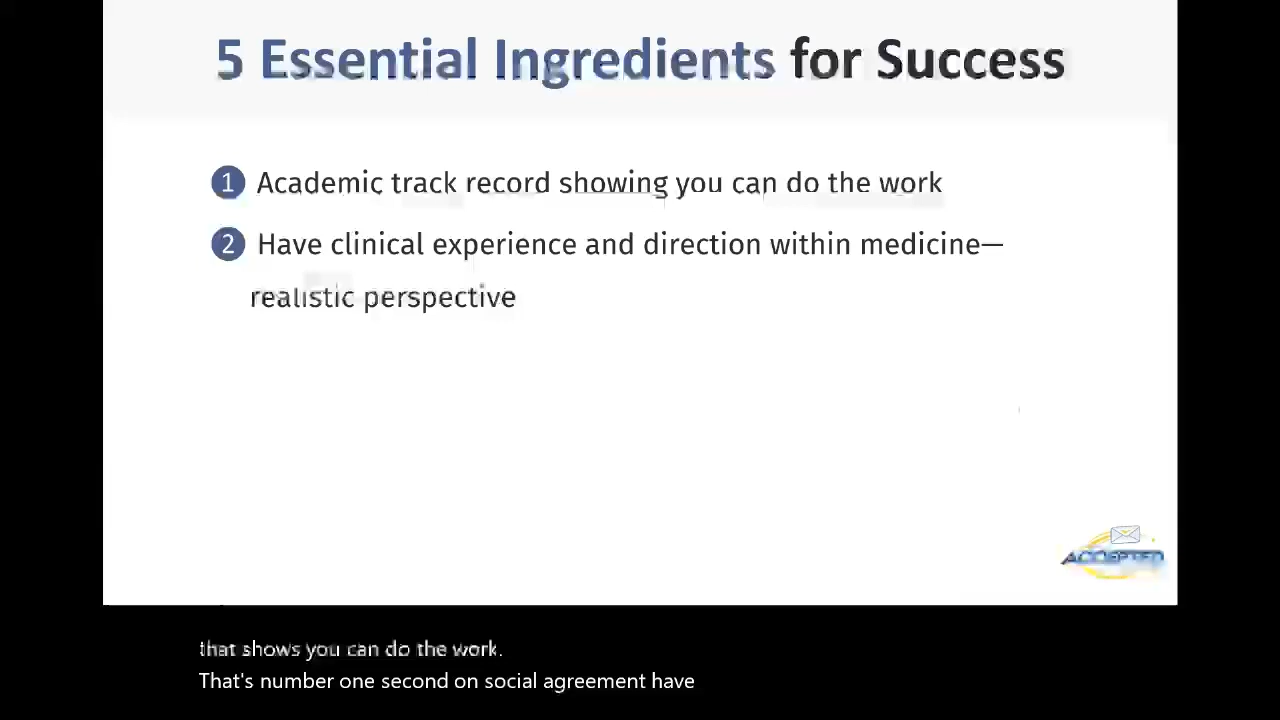 5 Essential Ingredients for Success
1 Academic track record showing you can do the work
2 Have clinical experience and direction within medicine—
realistic perspective
ACCEPTED
that shows you can do the work.
That's number one second on social agreement have